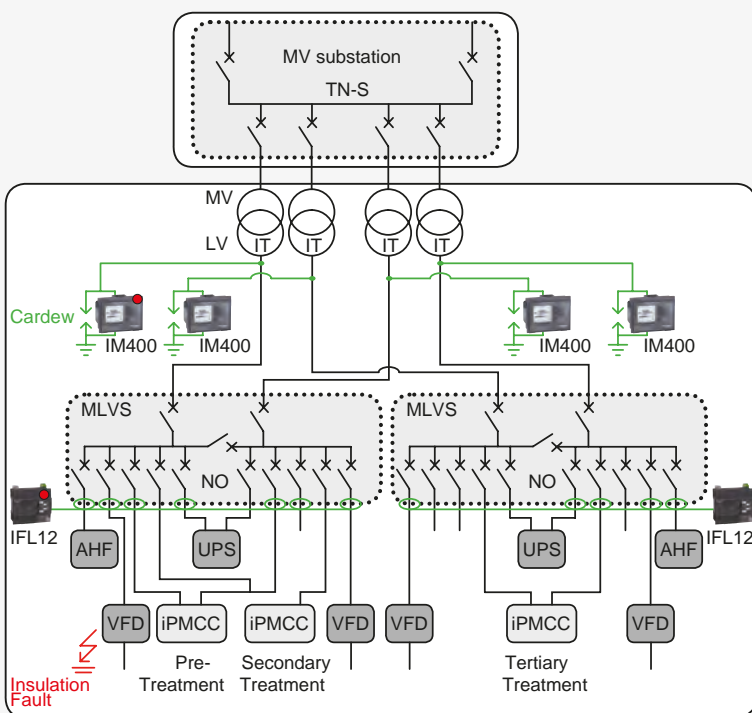 MV substation
TN-S
MV
LV
IT
IT
IT
IT
Cardew
IM400
IM400
IM400
IM400
MLVS
MLVS
NO
NO
IFL12
IFL12
AHF
UPS
UPS
AHF
VFD
iPMCC
iPMCC
VFD
VFD
iPMCC
VFD
Pre-
Treatment
Secondary
Treatment
Tertiary
Treatment
Insulation
Fault